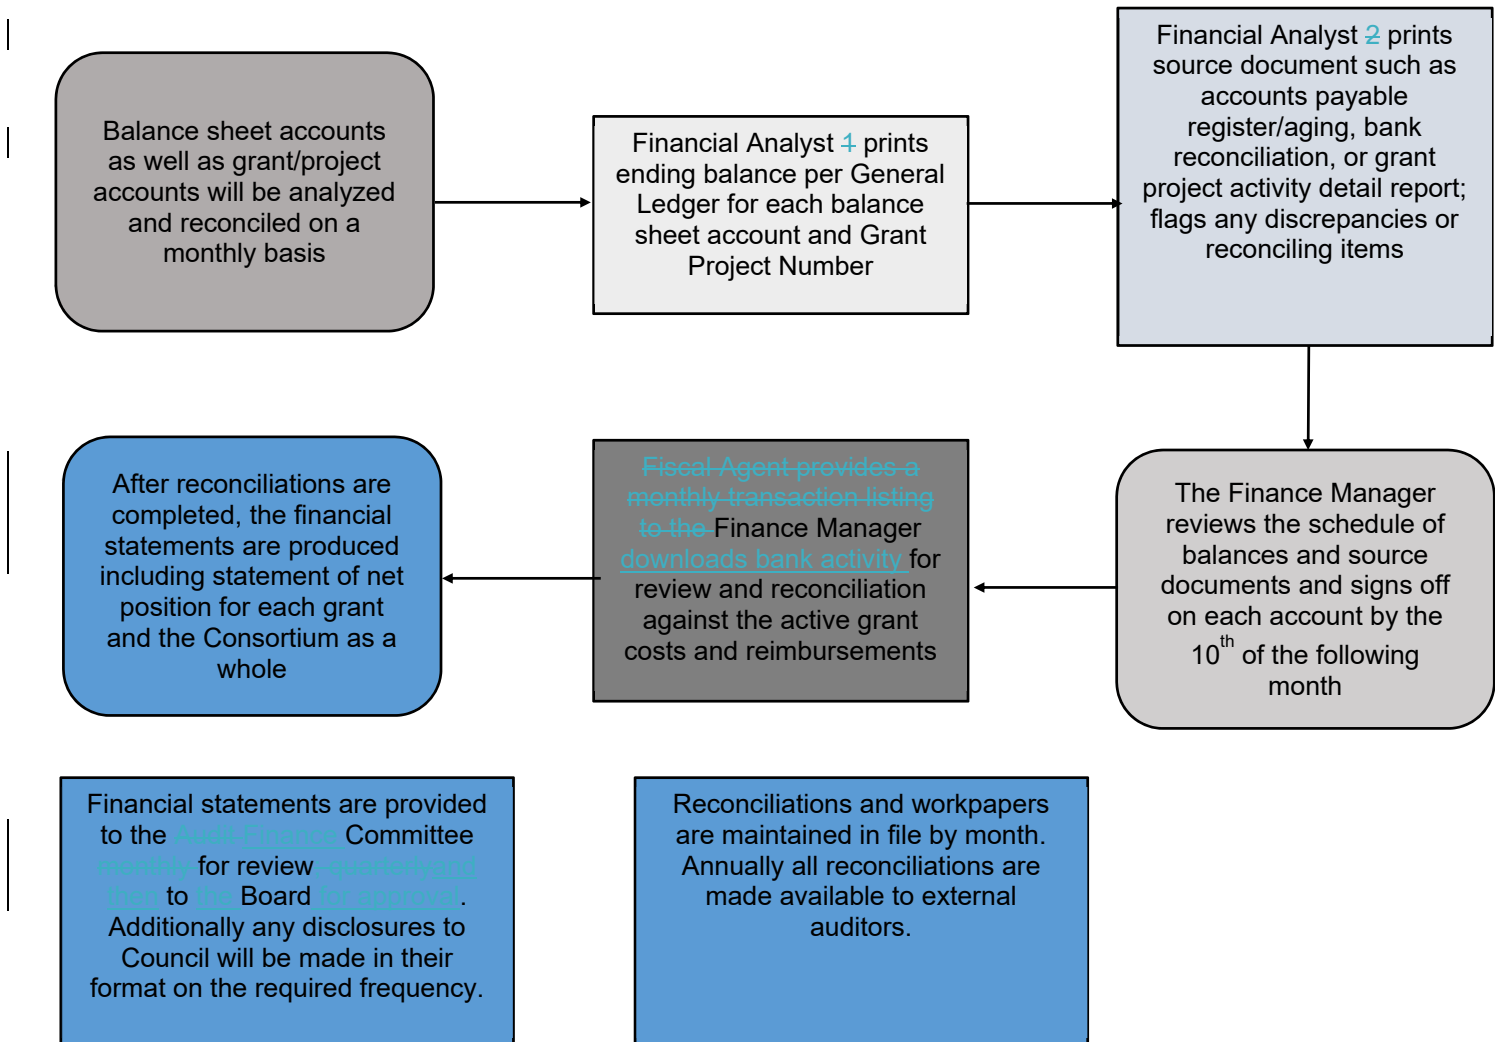 Balance sheet accounts
as well as grant/project
accounts will be analyzed
and reconciled on a
monthly basis
Financial Analyst 1 prints
ending balance per General
Ledger for each balance
sheet account and Grant
Project Number
Financial Analyst 2 prints
source document such as
accounts payable
register/aging, bank
reconciliation, or grant
project activity detail report;
flags any discrepancies or
reconciling items
After reconciliations are
completed, the financial
statements are produced
including statement of net
position for each grant
and the Consortium as a
whole
Fiscal Agent provides a
monthly transaction listing
to the Finance Manager
downloads bank activity for
review and reconciliation
against the active grant
costs and reimbursements
The Finance Manager
reviews the schedule of
balances and source
documents and signs off
on each account by the
10th of the following
month
Financial statements are provided
to the Audit Finance Committee
monthly for review, quarterlyand
then to the Board for approval.
Additionally any disclosures to
Council will be made in their
format on the required frequency.
Reconciliations and workpapers
are maintained in file by month.
Annually all reconciliations are
made available to external
auditors.